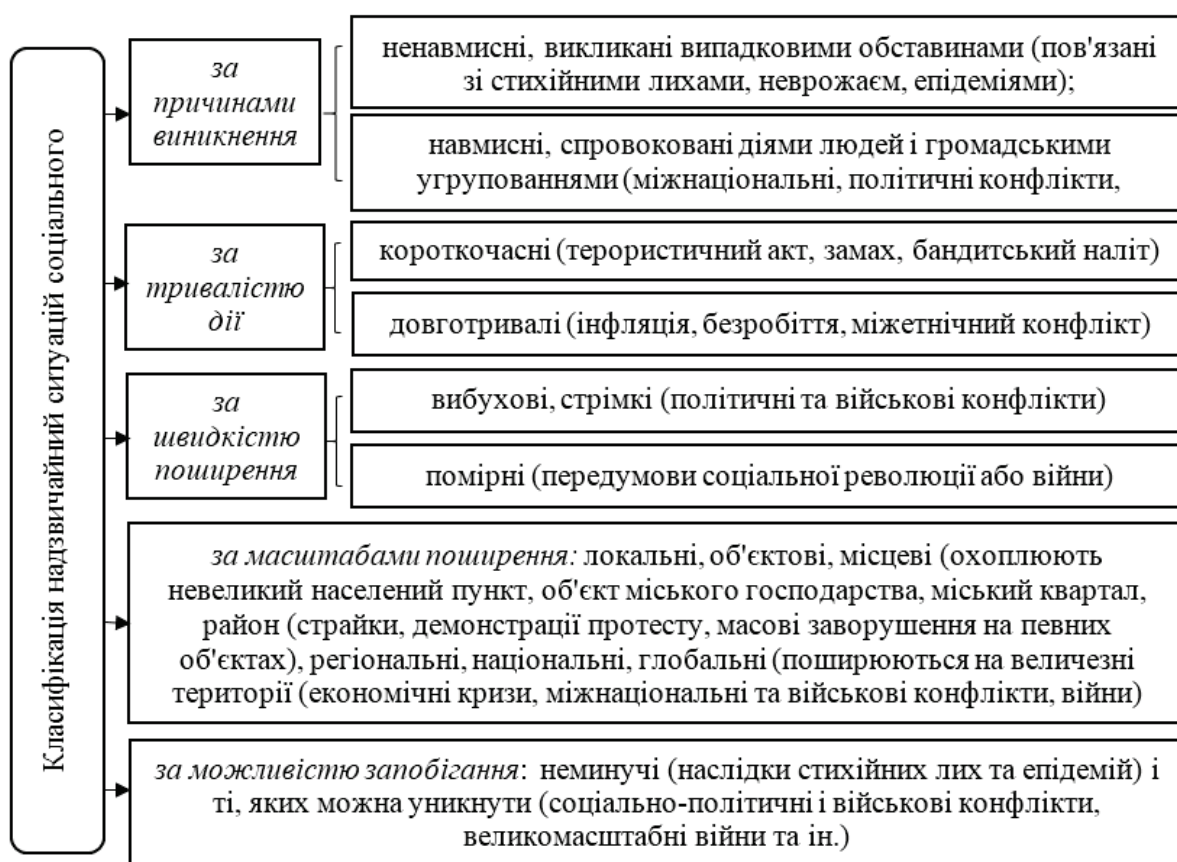 Класифікація надзвичайний ситуацій соціального
за
причинами
виникнення
ненавмисні, викликані випадковими обставинами (пов'язані
зі стихійними лихами, неврожаєм, епідеміями);
навмисні, спровоковані діями людей і громадськими
угрупованнями (міжнаціональні, політичні конфлікти,
за
тривалістю
дії
короткочасні (терористичний акт, замах, бандитський наліт)
довготривалі (інфляція, безробіття, міжетнічний конфлікт)
за
швидкістю
поширення
вибухові, стрімкі (політичні та військові конфлікти)
помірні (передумови соціальної революції або війни)
за масштабами поширення: локальні, об'єктові, місцеві (охоплюють
невеликий населений пункт, об'єкт міського господарства, міський квартал,
район (страйки, демонстрації протесту, масові заворушення на певних
об'єктах), регіональні, національні, глобальні (поширюються на величезні
території (економічні кризи, міжнаціональні та військові конфлікти, війни)
за можливістю запобігання: неминучі (наслідки стихійних лих та епідемій) і
ті, яких можна уникнути (соціально-політичні і військові конфлікти,
великомасштабні війни та ін.)